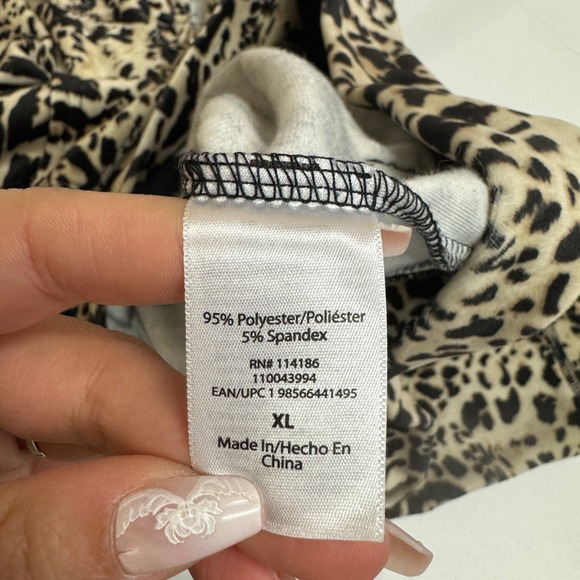 95% Polyester/Poliéster
5% Spandex
RN# 114186
110043994
EAN/UPC 1 98566441495
XL
Made In/Hecho En
China